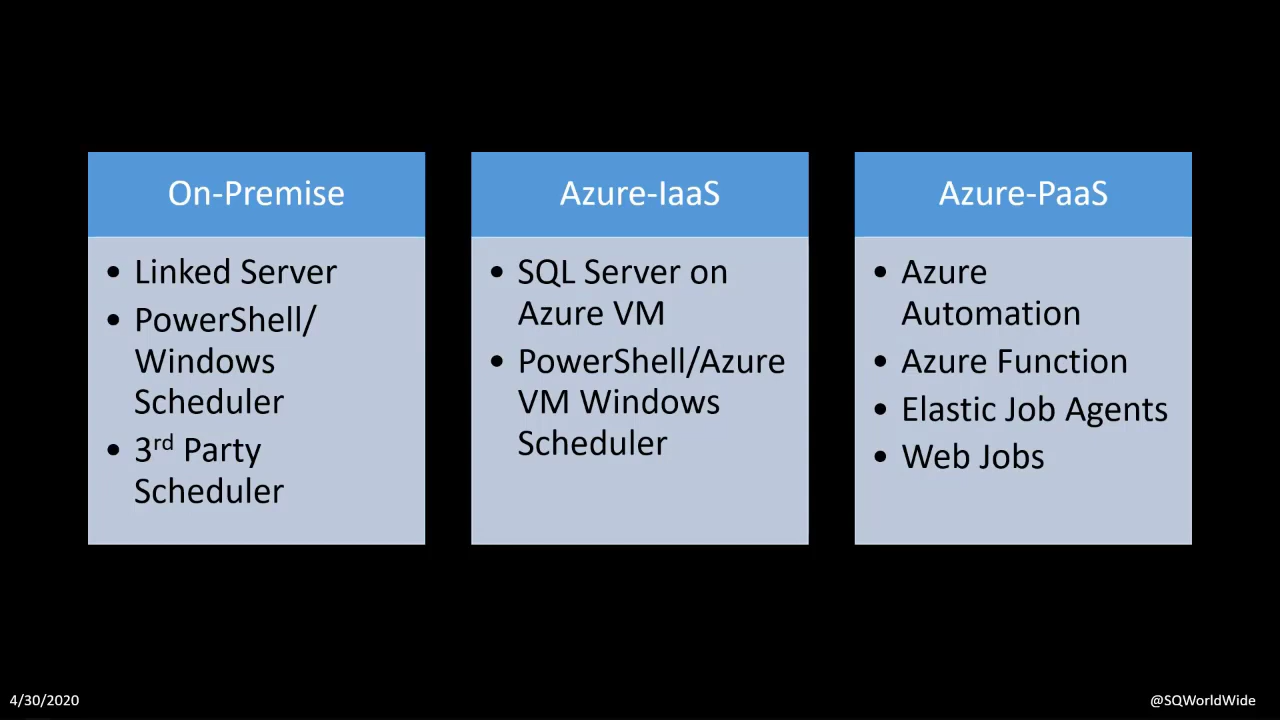 On-Premise
• Linked Server
• PowerShell/
Windows
Scheduler
• 3rd Party
Scheduler
Azure-IaaS
• SQL Server on
Azure VM
• PowerShell/Azure
VM Windows
Scheduler
Azure-PaaS
• Azure
Automation
• Azure Function
• Elastic Job Agents
• Web Jobs
4/30/2020
@SQWorldWide